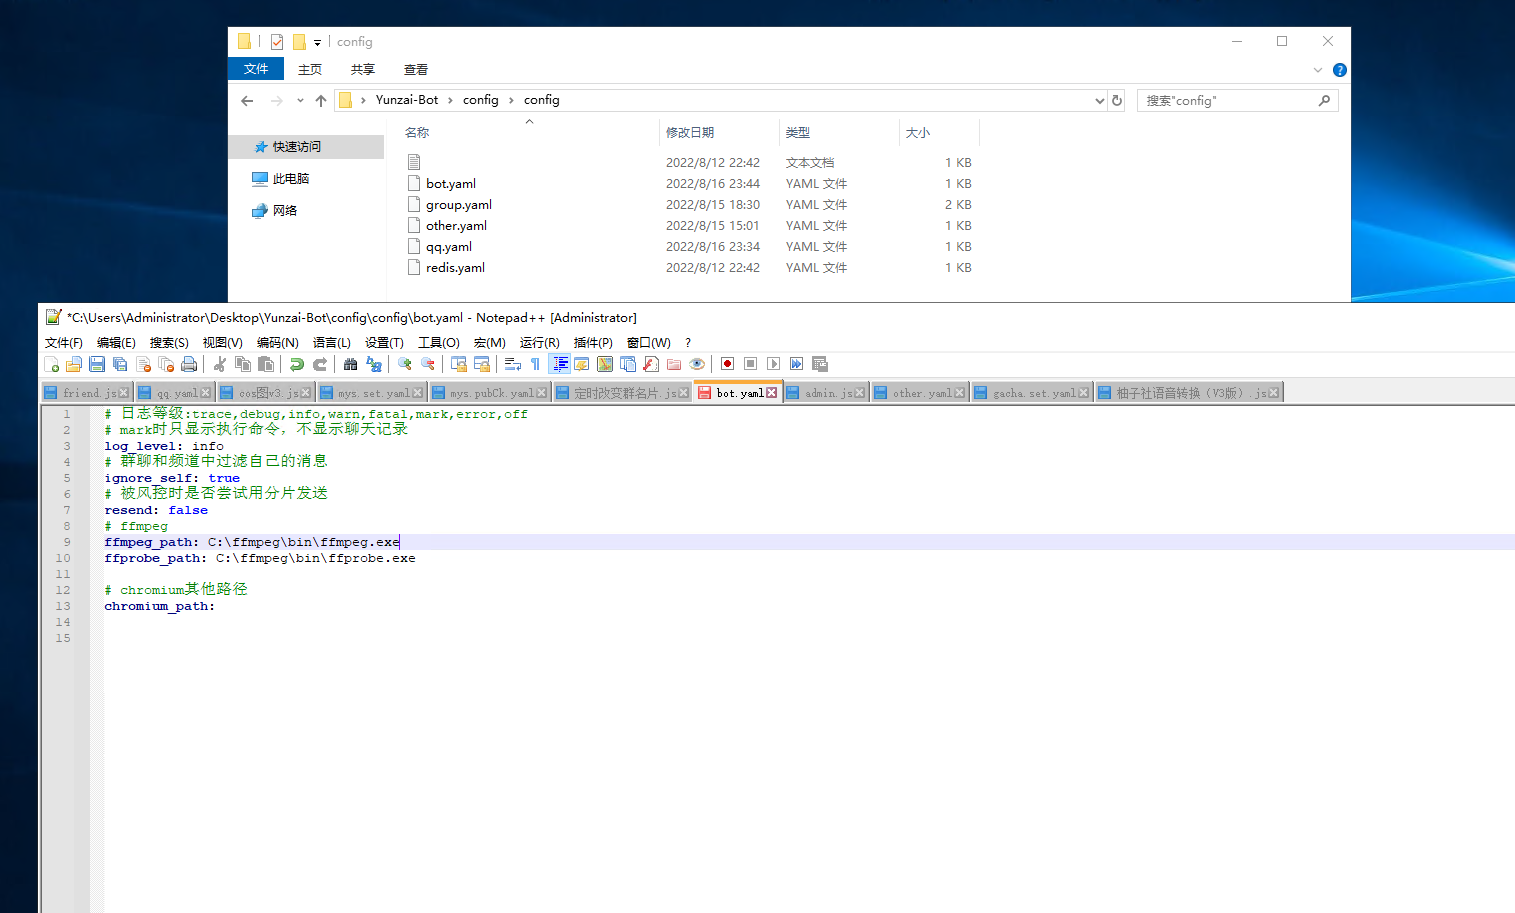 config
文件 主页 共享 查看
Yunzai-Bot › config › config
搜索"config"
名称 修改日期 类型 大小
快速访问
此电脑
网络
2022/8/12 22:42 文本文档 1 KB
bot.yaml 2022/8/16 23:44 YAML 文件 1 KB
group.yaml 2022/8/15 18:30 YAML 文件 2 KB
other.yaml 2022/8/15 15:01 YAML 文件 1 KB
qq.yaml 2022/8/16 23:34 YAML 文件 1 KB
redis.yaml 2022/8/12 22:42 YAML 文件 1 KB
*C:\Users\Administrator\Desktop\Yunzai-Bot\config\config\bot.yaml - Notepad++ [Administrator]
文件(F) 编辑(E) 搜索(S) 视图(V) 编码(N) 语言(L) 设置(T) 工具(O) 宏(M) 运行(R) 插件(P) 窗口(W) ?
friend.js qq.yaml cos图v3.js mys.set.yaml mys.pubCk.yaml 定时改变群名片.js bot.yaml admin.js other.yaml gacha.set.yaml 柚子社语音转换（V3版）.js
1 # 日志等级:trace,debug,info,warn,fatal,mark,error,off
2 # mark时只显示执行命令，不显示聊天记录
3 log_level: info
4 # 群聊和频道中过滤自己的消息
5 ignore_self: true
6 # 被风控时是否尝试用分片发送
7 resend: false
8 # ffmpeg
9 ffmpeg_path: C:\ffmpeg\bin\ffmpeg.exe
10 ffprobe_path: C:\ffmpeg\bin\ffprobe.exe
11
12 # chromium其他路径
13 chromium_path:
14
15